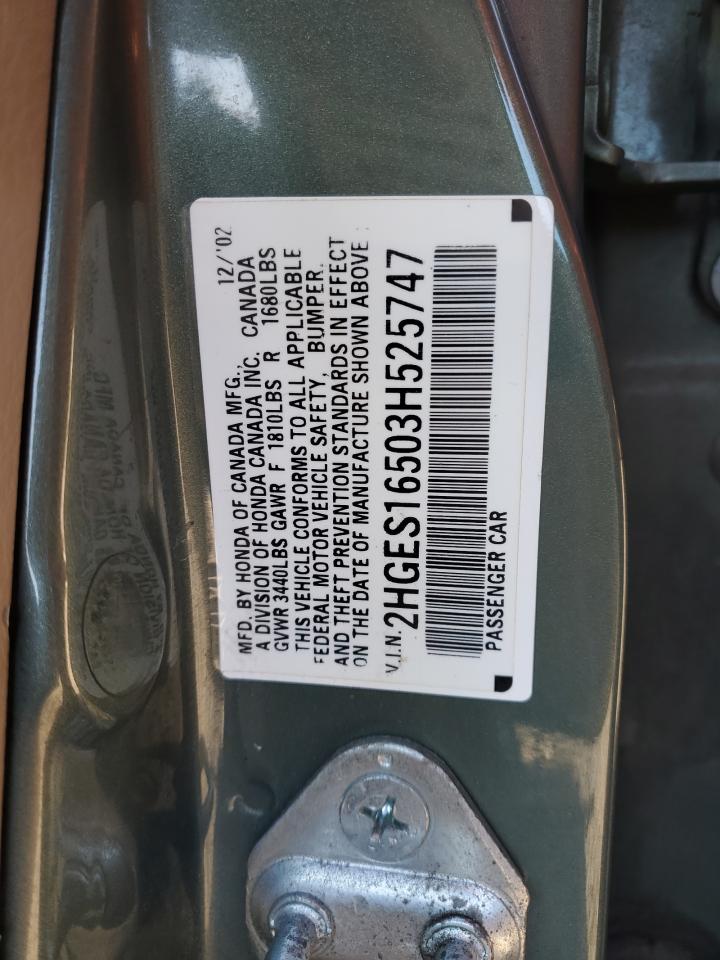 MFD. BY HONDA OF CANADA MFG., 12/'02
A DIVISION OF HONDA CANADA INC. CANADA
GVWR 3440LBS GAWR F 1810LBS R 1680LBS
THIS VEHICLE CONFORMS TO ALL APPLICABLE
FEDERAL MOTOR VEHICLE SAFETY, BUMPER,
AND THEFT PREVENTION STANDARDS IN EFFECT
ON THE DATE OF MANUFACTURE SHOWN ABOVE.
V.I.N. 2HGES16503H525747
PASSENGER CAR